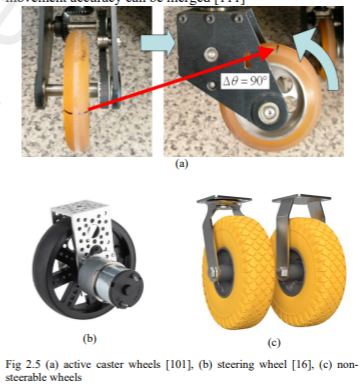 movement accuracy can be merged [111]
Δθ = 90°
(a)
(b)
(c)
Fig 2.5 (a) active caster wheels [101], (b) steering wheel [16], (c) non-
steerable wheels